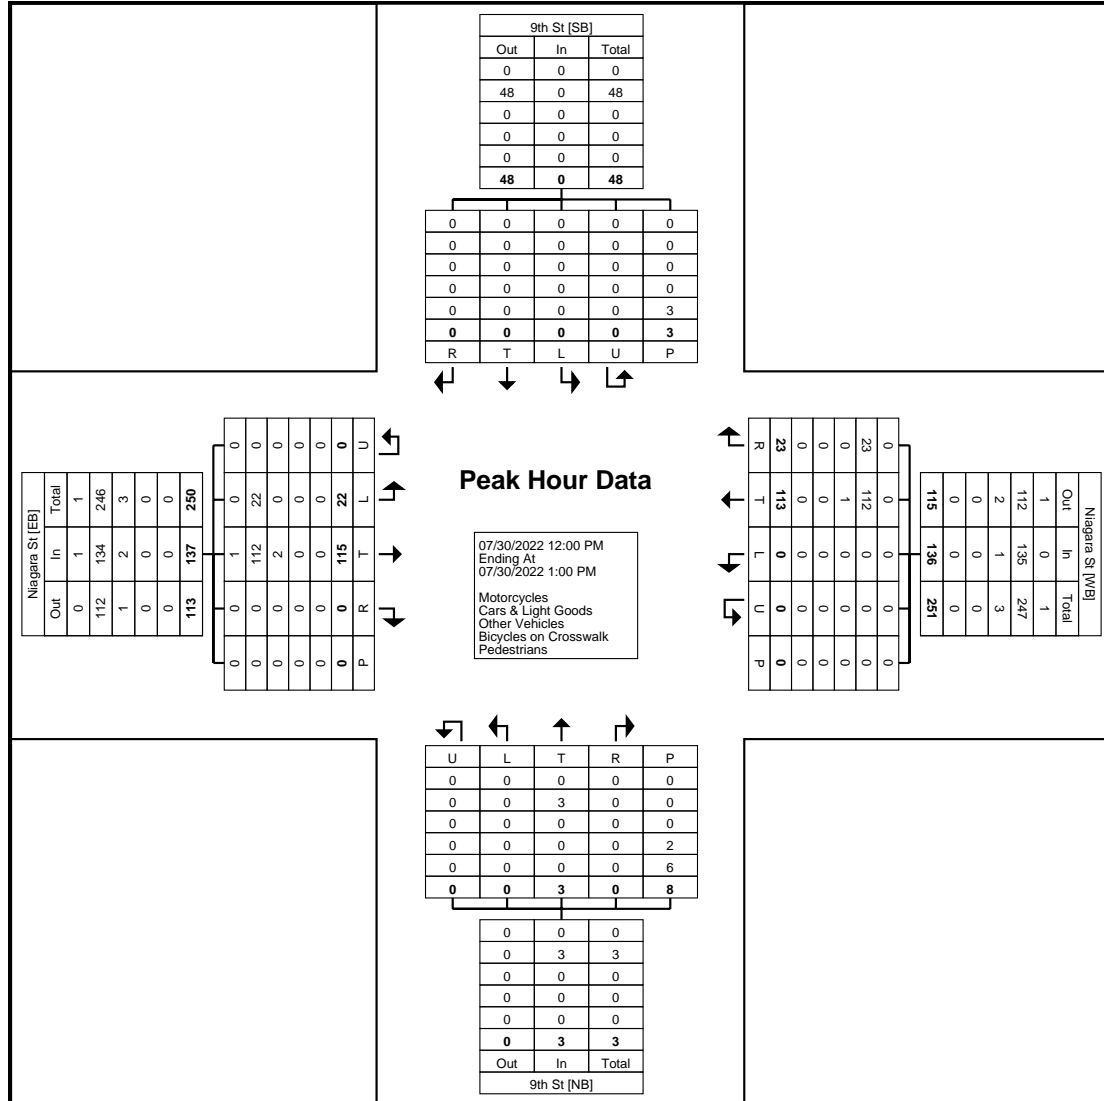 9th St [SB]
Out In Total
0 0 0
48 0 48
0 0 0
0 0 0
0 0 0
48 0 48
0 0 0 0 0
0 0 0 0 0
0 0 0 0 0
0 0 0 0 0
0 0 0 0 3
0 0 0 0 3
R T L U P
Niagara St [EB]
Out In Total
0 1 1
112 134 246
1 2 3
0 0 0
0 0 0
113 137 250
0 0 1 0 0
0 22 112 0 0
0 0 2 0 0
0 0 0 0 0
0 0 0 0 0
0 22 115 0 0
U L T R P
Peak Hour Data
07/30/2022 12:00 PM
Ending At
07/30/2022 1:00 PM
Motorcycles
Cars & Light Goods
Other Vehicles
Bicycles on Crosswalk
Pedestrians
R T L U P
23 113 0 0 0
0 0 0 0 0
0 0 0 0 0
0 1 0 0 0
23 112 0 0 0
0 0 0 0 0
Niagara St [WB]
Out In Total
1 0 1
112 135 247
2 1 3
0 0 0
0 0 0
115 136 251
U L T R P
0 0 0 0 0
0 0 3 0 0
0 0 0 0 0
0 0 0 0 2
0 0 0 0 6
0 0 3 0 8
0 0 0
0 3 3
0 0 0
0 0 0
0 0 0
0 3 3
Out In Total
9th St [NB]